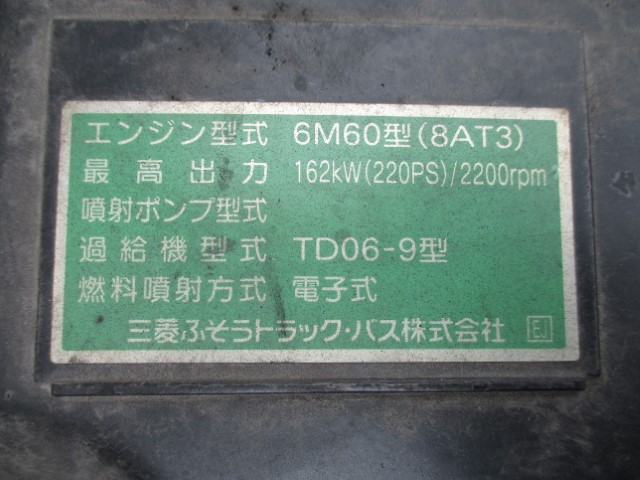 エンジン型式 6M60型(8AT3)
最高出力 162kW(220PS)/2200rpm
噴射ポンプ型式
過給機型式 TD06-9型
燃料噴射方式 電子式
三菱ふそうトラック・バス株式会社 EJ